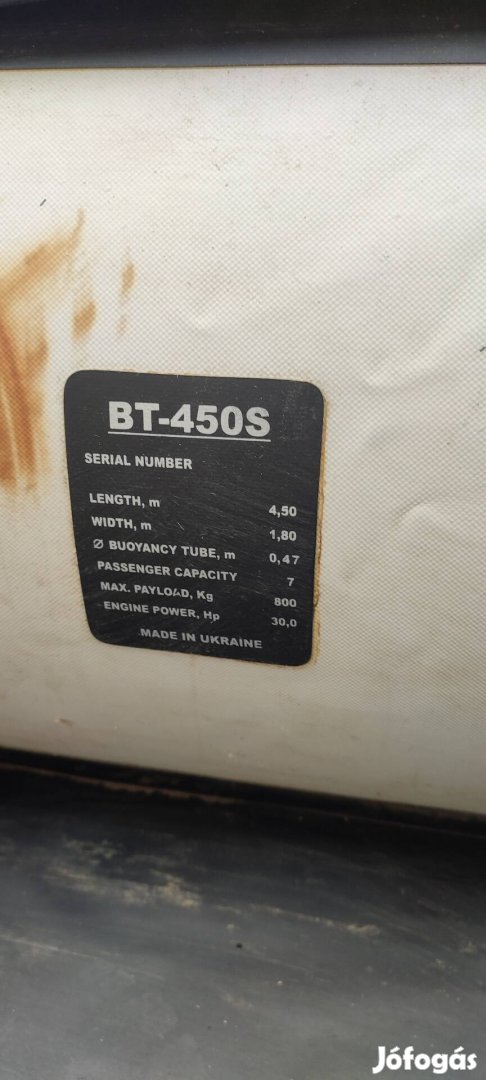 BT-450S
SERIAL NUMBER
LENGTH, m 4,50
WIDTH, m 1,80
Ø BUOYANCY TUBE, m 0,47
PASSENGER CAPACITY 7
MAX. PAYLOAD, Kg 800
ENGINE POWER, Hp 30,0
MADE IN UKRAINE
Jófogás